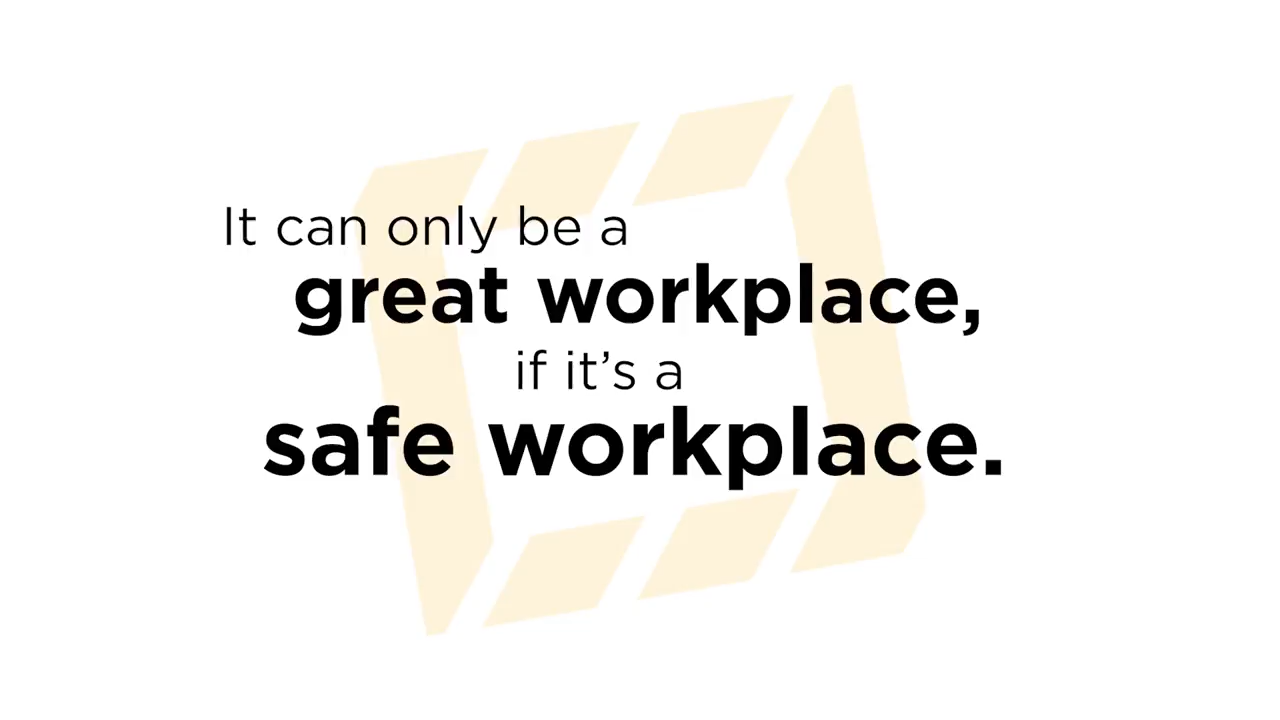 It can only be a
great workplace,
if it’s a
safe workplace.